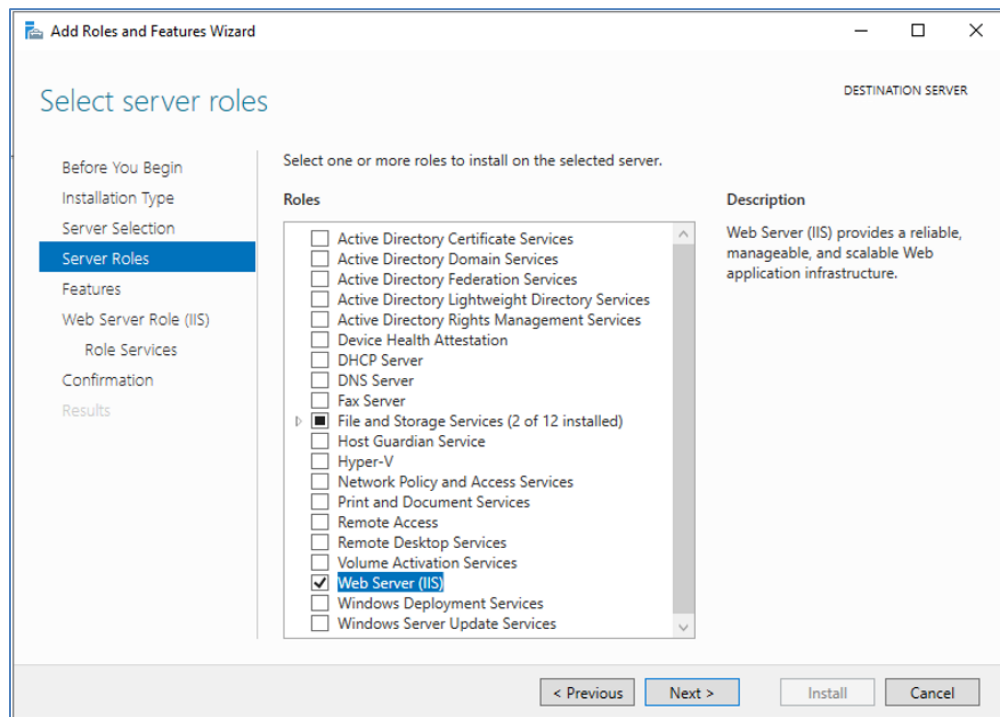 Add Roles and Features Wizard
Select server roles
DESTINATION SERVER
Before You Begin
Installation Type
Server Selection
Server Roles
Features
Web Server Role (IIS)
Role Services
Confirmation
Results
Select one or more roles to install on the selected server.
Roles
Active Directory Certificate Services
Active Directory Domain Services
Active Directory Federation Services
Active Directory Lightweight Directory Services
Active Directory Rights Management Services
Device Health Attestation
DHCP Server
DNS Server
Fax Server
File and Storage Services (2 of 12 installed)
Host Guardian Service
Hyper-V
Network Policy and Access Services
Print and Document Services
Remote Access
Remote Desktop Services
Volume Activation Services
Web Server (IIS)
Windows Deployment Services
Windows Server Update Services
Description
Web Server (IIS) provides a reliable,
manageable, and scalable Web
application infrastructure.
< Previous
Next >
Install
Cancel